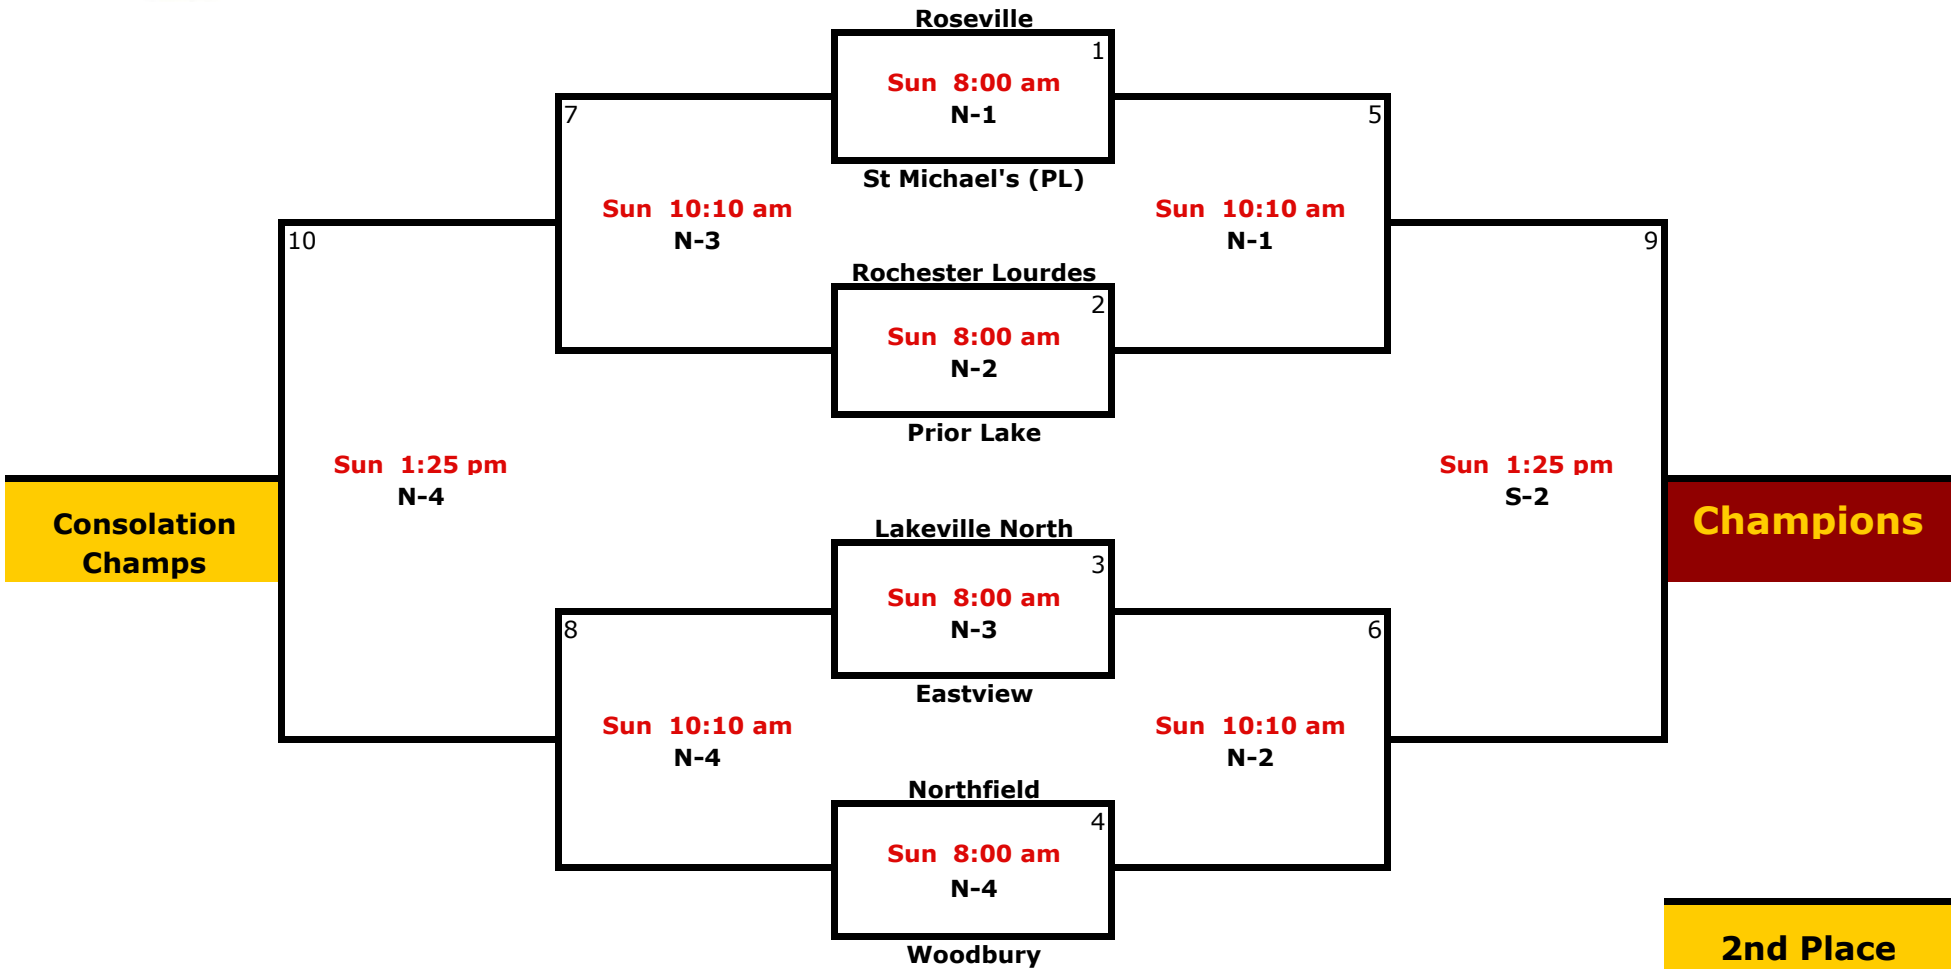 Roseville
1
Sun 8:00 am
N-1
St Michael's (PL)
7
Sun 10:10 am
N-3
5
Sun 10:10 am
N-1
Rochester Lourdes
2
Sun 8:00 am
N-2
Prior Lake
10
Sun 1:25 pm
N-4
9
Sun 1:25 pm
S-2
Consolation
Champs
Champions
Lakeville North
3
Sun 8:00 am
N-3
Eastview
8
Sun 10:10 am
N-4
6
Sun 10:10 am
N-2
Northfield
4
Sun 8:00 am
N-4
Woodbury
2nd Place